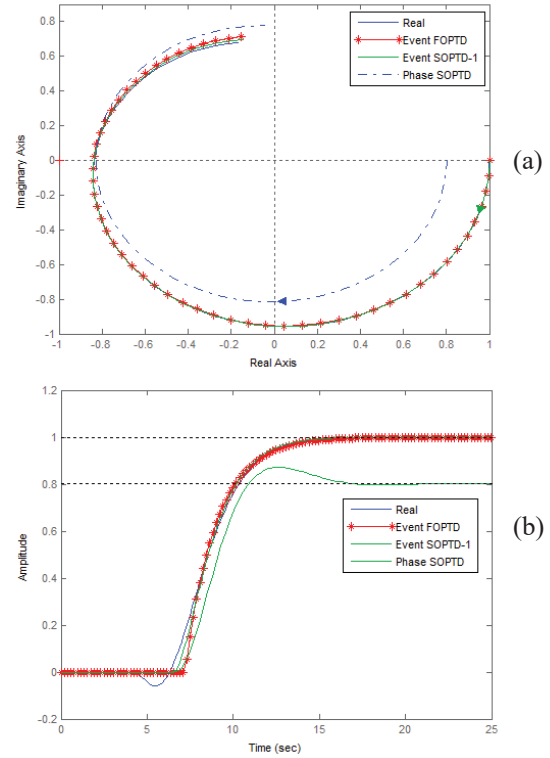 1
0.8
0.6
0.4
0.2
0
-0.2
-0.4
-0.6
-0.8
-1
Imaginary Axis
-1 -0.8 -0.6 -0.4 -0.2 0 0.2 0.4 0.6 0.8 1
Real Axis
Real
Event FOPTD
Event SOPTD-1
Phase SOPTD
(a)
1.2
1
0.8
0.6
0.4
0.2
0
-0.2
Amplitude
0 5 10 15 20 25
Time (sec)
Real
Event FOPTD
Event SOPTD-1
Phase SOPTD
(b)